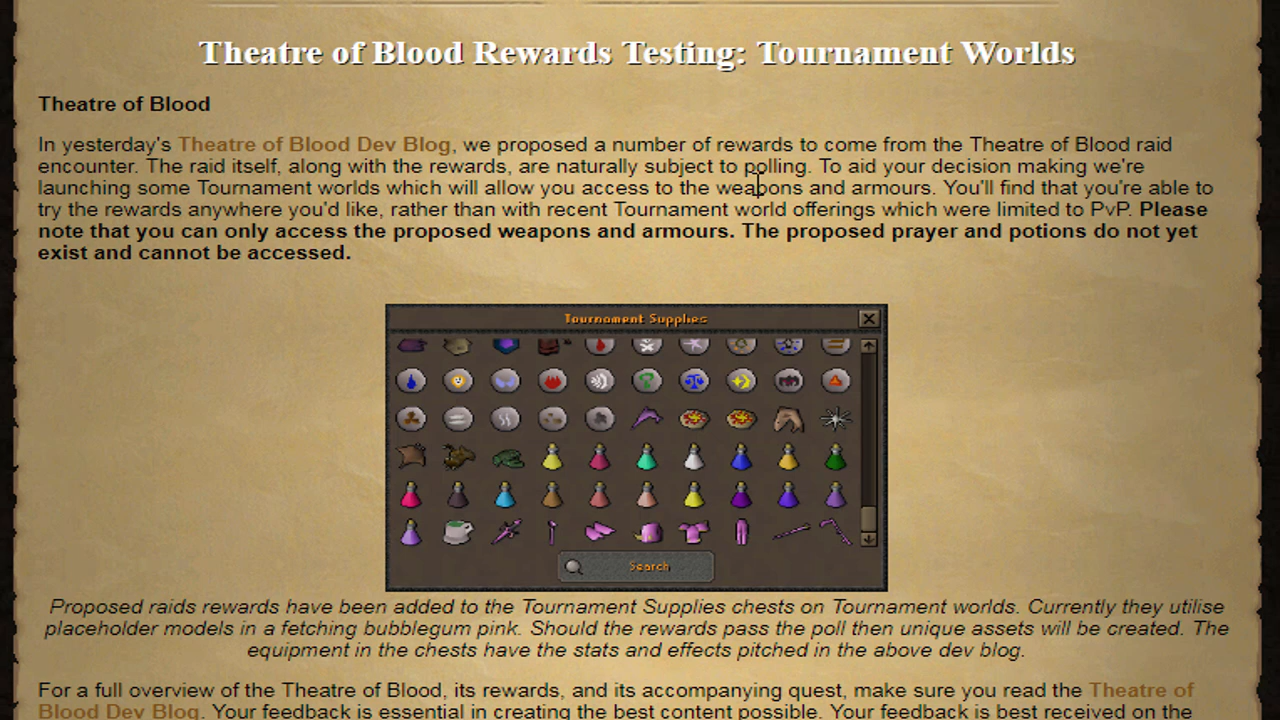 Theatre of Blood Rewards Testing: Tournament Worlds
Theatre of Blood
In yesterday's Theatre of Blood Dev Blog, we proposed a number of rewards to come from the Theatre of Blood raid
encounter. The raid itself, along with the rewards, are naturally subject to polling. To aid your decision making we're
launching some Tournament worlds which will allow you access to the weapons and armours. You'll find that you're able to
try the rewards anywhere you'd like, rather than with recent Tournament world offerings which were limited to PvP. Please
note that you can only access the proposed weapons and armours. The proposed prayer and potions do not yet
exist and cannot be accessed.
Tournament Supplies
Search
Proposed raids rewards have been added to the Tournament Supplies chests on Tournament worlds. Currently they utilise
placeholder models in a fetching bubblegum pink. Should the rewards pass the poll then unique assets will be created. The
equipment in the chests have the stats and effects pitched in the above dev blog.
For a full overview of the Theatre of Blood, its rewards, and its accompanying quest, make sure you read the Theatre of
Blood Dev Blog. Your feedback is essential in creating the best content possible. Your feedback is best received on the